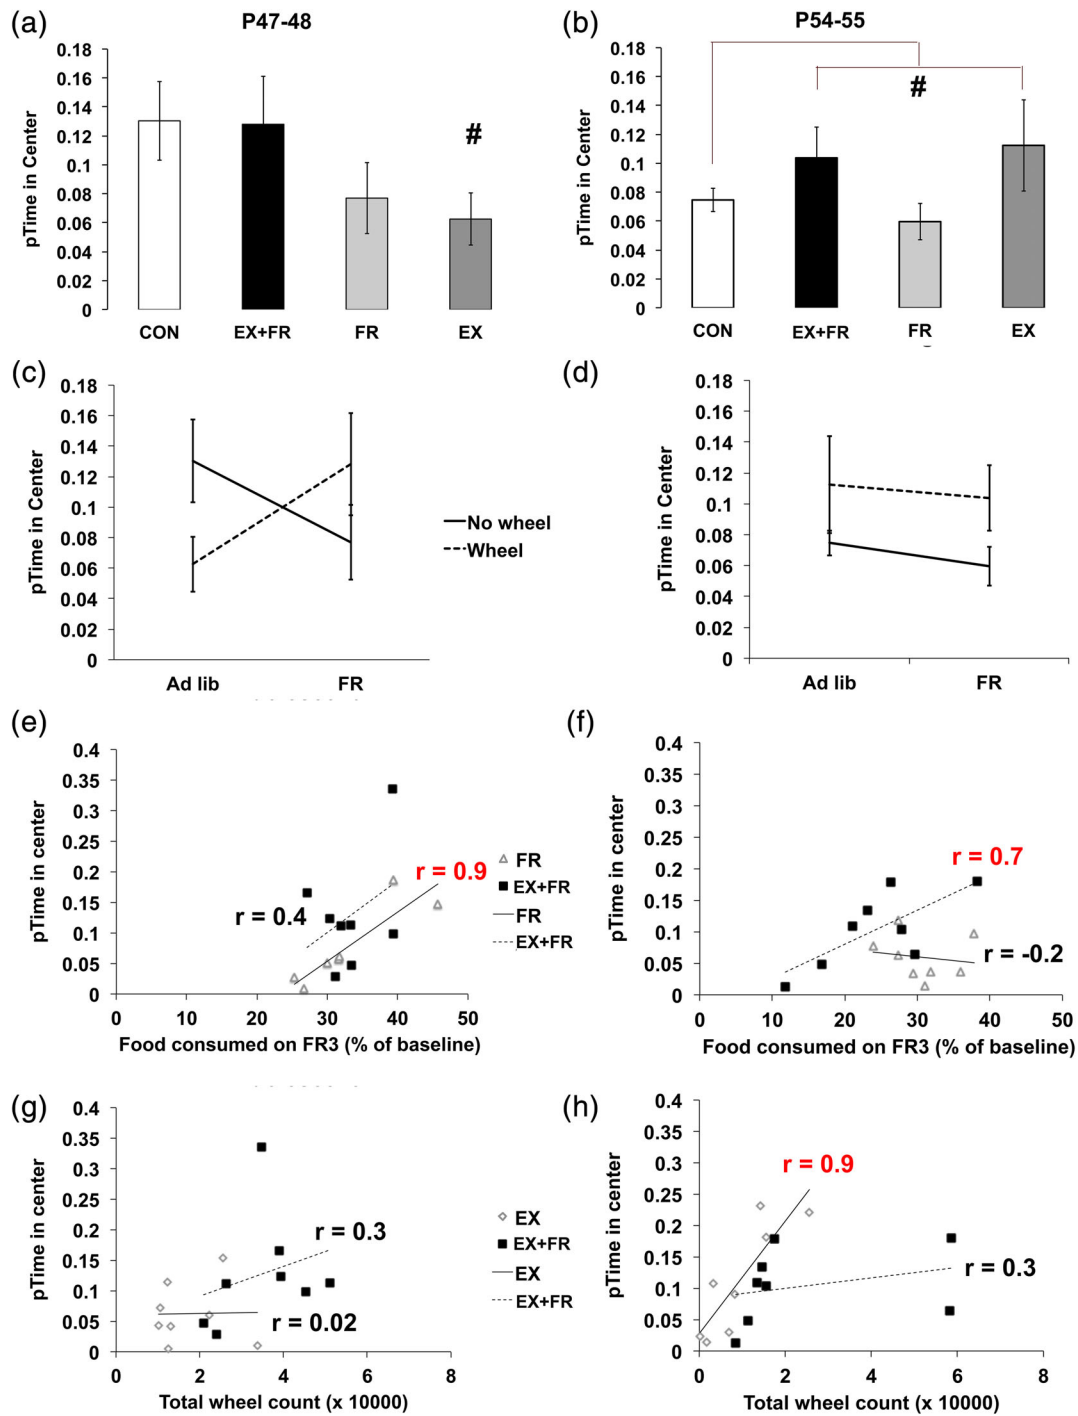 (a)
P47-48
pTime in Center
0.18
0.16
0.14
0.12
0.1
0.08
0.06
0.04
0.02
0
#
CON
EX+FR
FR
EX
(b)
P54-55
pTime in Center
0.18
0.16
0.14
0.12
0.1
0.08
0.06
0.04
0.02
0
#
CON
EX+FR
FR
EX
(c)
pTime in Center
0.18
0.16
0.14
0.12
0.1
0.08
0.06
0.04
0.02
0
Ad lib
FR
No wheel
Wheel
(d)
pTime in Center
0.18
0.16
0.14
0.12
0.1
0.08
0.06
0.04
0.02
0
Ad lib
FR
(e)
pTime in center
0.4
0.35
0.3
0.25
0.2
0.15
0.1
0.05
0
r = 0.9
r = 0.4
0 10 20 30 40 50
Food consumed on FR3 (% of baseline)
FR
EX+FR
FR
EX+FR
(f)
pTime in center
0.4
0.35
0.3
0.25
0.2
0.15
0.1
0.05
0
r = 0.7
r = -0.2
0 10 20 30 40 50
Food consumed on FR3 (% of baseline)
(g)
pTime in center
0.4
0.35
0.3
0.25
0.2
0.15
0.1
0.05
0
r = 0.3
r = 0.02
0 2 4 6 8
Total wheel count (x 10000)
EX
EX+FR
EX
EX+FR
(h)
pTime in center
0.4
0.35
0.3
0.25
0.2
0.15
0.1
0.05
0
r = 0.9
r = 0.3
0 2 4 6 8
Total wheel count (x 10000)